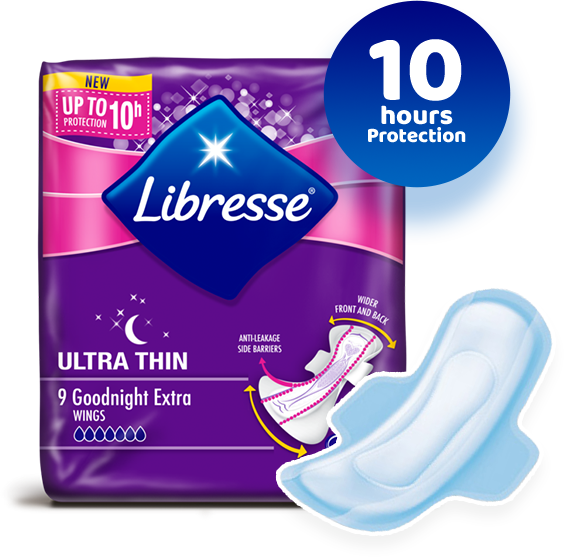 10
hours
Protection
NEW
UP TO
PROTECTION 10h
Libresse®
WIDER
FRONT AND BACK
ANTI-LEAKAGE
SIDE BARRIERS
ULTRA THIN
9 Goodnight Extra
WINGS